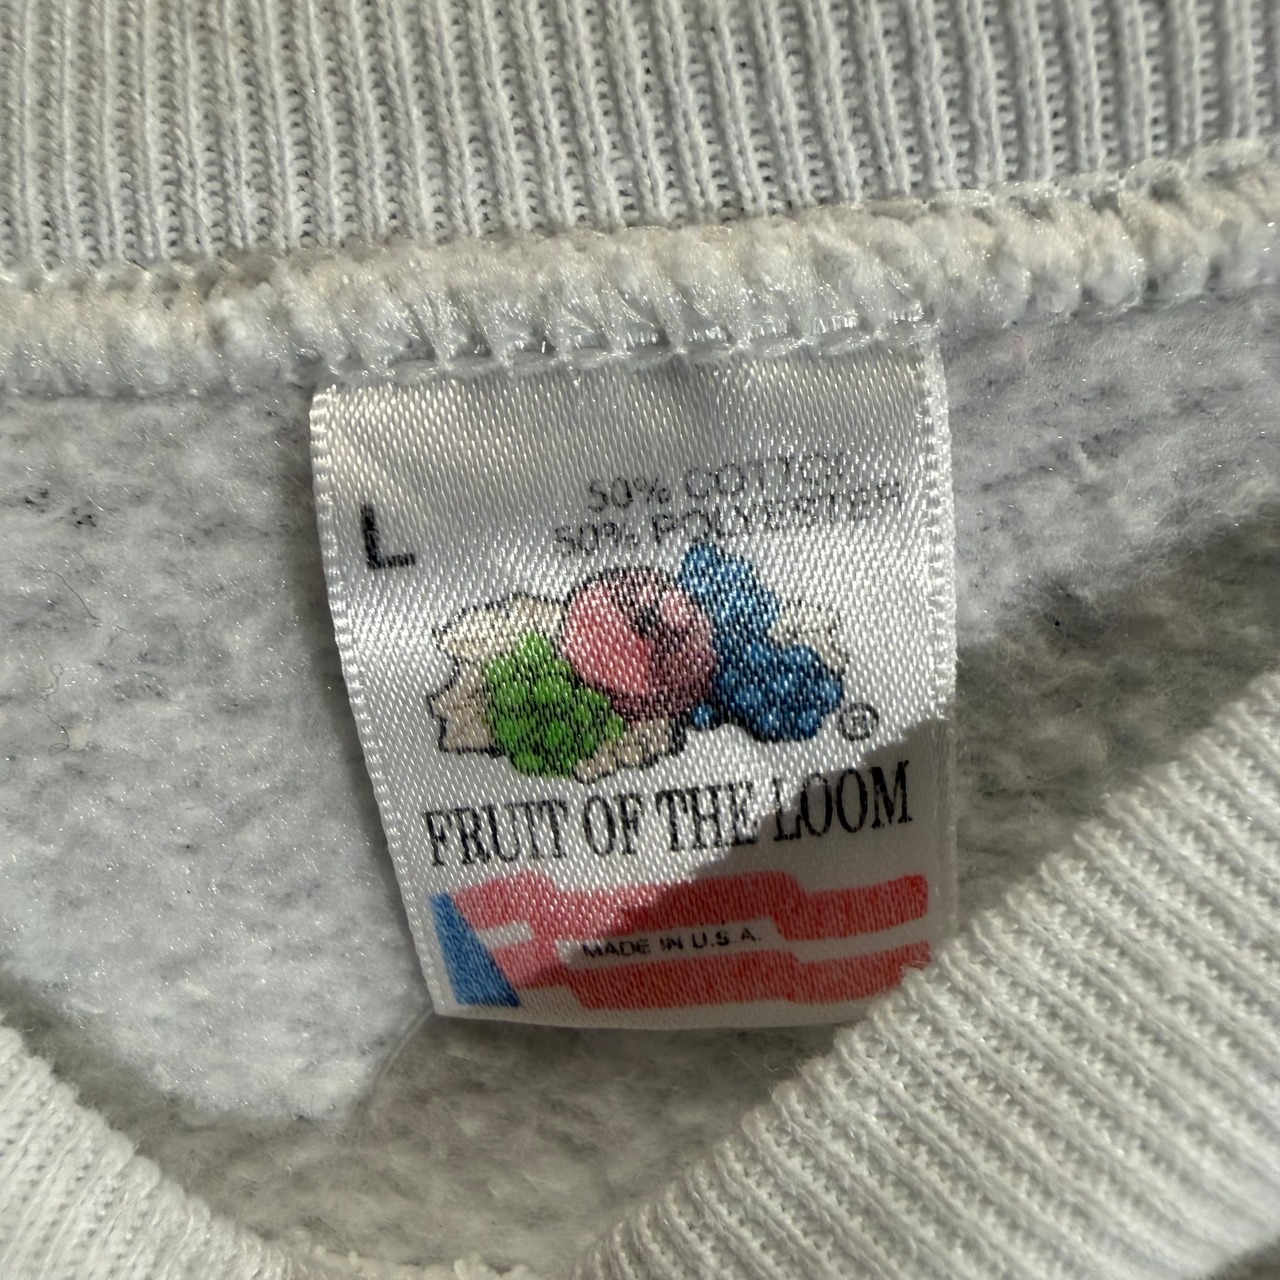 50% COTTON
50% POLYESTER
L
®
FRUIT OF THE LOOM
MADE IN U.S.A.